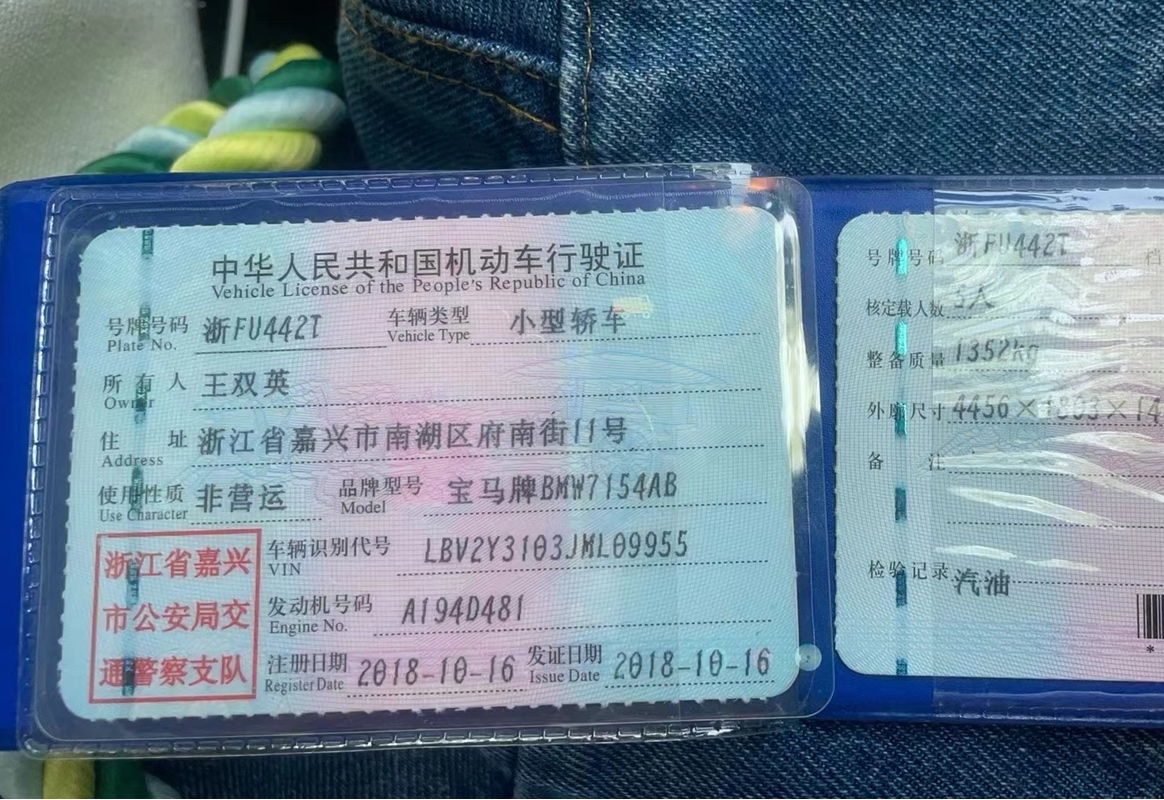 中华人民共和国机动车行驶证
Vehicle License of the People's Republic of China
号牌号码 浙FU442T 车辆类型 小型轿车
Plate No. Vehicle Type
所有人 王双英
Owner
住址 浙江省嘉兴市南湖区府南街11号
Address
使用性质 非营运 品牌型号 宝马牌BMW7154AB
Use Character Model
浙江省嘉兴
市公安局交
通警察支队
车辆识别代号 LBV2Y3103JML09955
VIN
发动机号码 A194D481
Engine No.
注册日期 2018-10-16 发证日期 2018-10-16
Register Date Issue Date
号牌号码 浙FU442T 档
核定载人数 5人
整备质量 1352kg
外廓尺寸 4456×1803×14
备注
检验记录 汽油
*